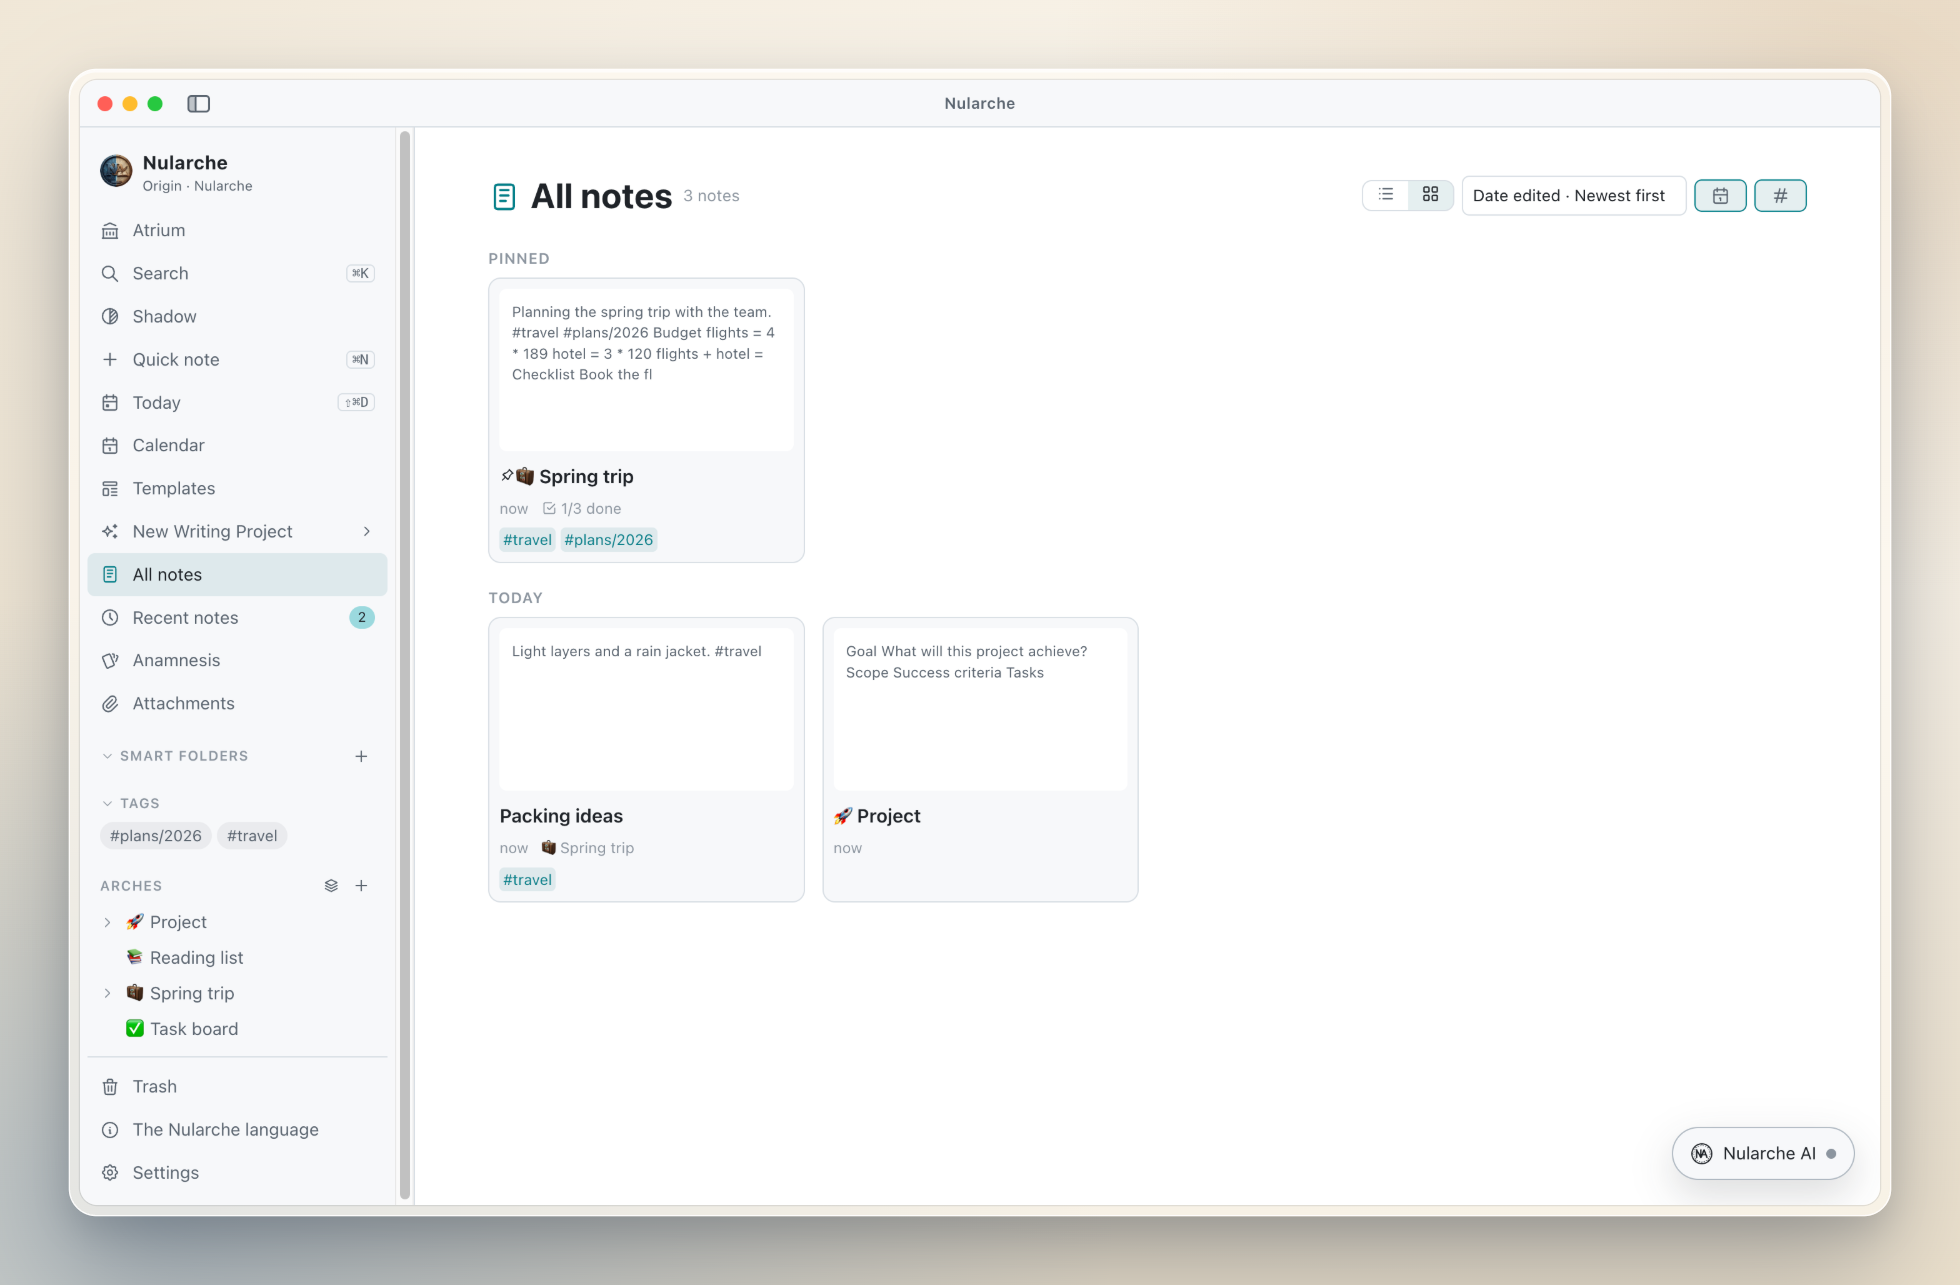 Nularche
Nularche
Origin · Nularche
Atrium
Search ⌘K
Shadow
Quick note ⌘N
Today ⇧⌘D
Calendar
Templates
New Writing Project
All notes
Recent notes 2
Anamnesis
Attachments
SMART FOLDERS
TAGS
#plans/2026 #travel
ARCHES
Project
Reading list
Spring trip
Task board
Trash
The Nularche language
Settings
All notes 3 notes
Date edited · Newest first
#
PINNED
Planning the spring trip with the team.
#travel #plans/2026 Budget flights = 4
* 189 hotel = 3 * 120 flights + hotel =
Checklist Book the fl
Spring trip
now 1/3 done
#travel #plans/2026
TODAY
Light layers and a rain jacket. #travel
Packing ideas
now Spring trip
#travel
Goal What will this project achieve?
Scope Success criteria Tasks
Project
now
NA Nularche AI